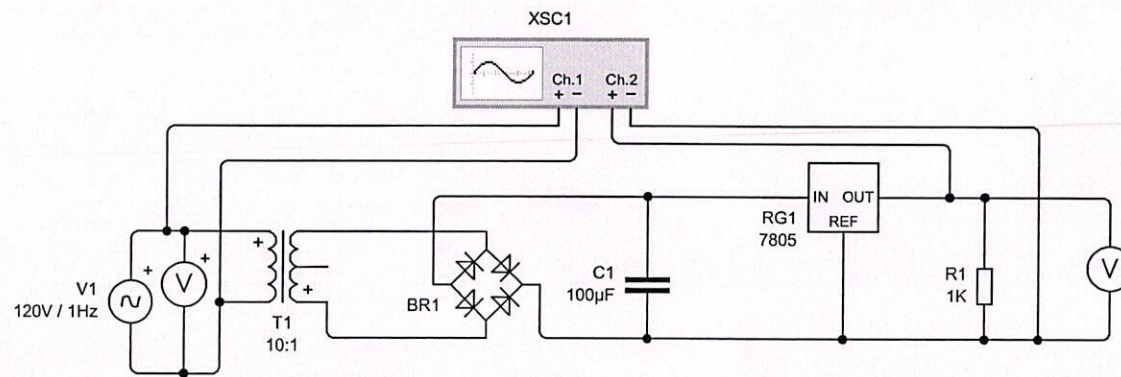 XSC1
Ch.1 Ch.2
+ − + −
IN OUT
REF
RG1
7805
+ + +
V
V1
120V / 1Hz
+
T1
10:1
BR1
C1
100µF
R1
1K
V